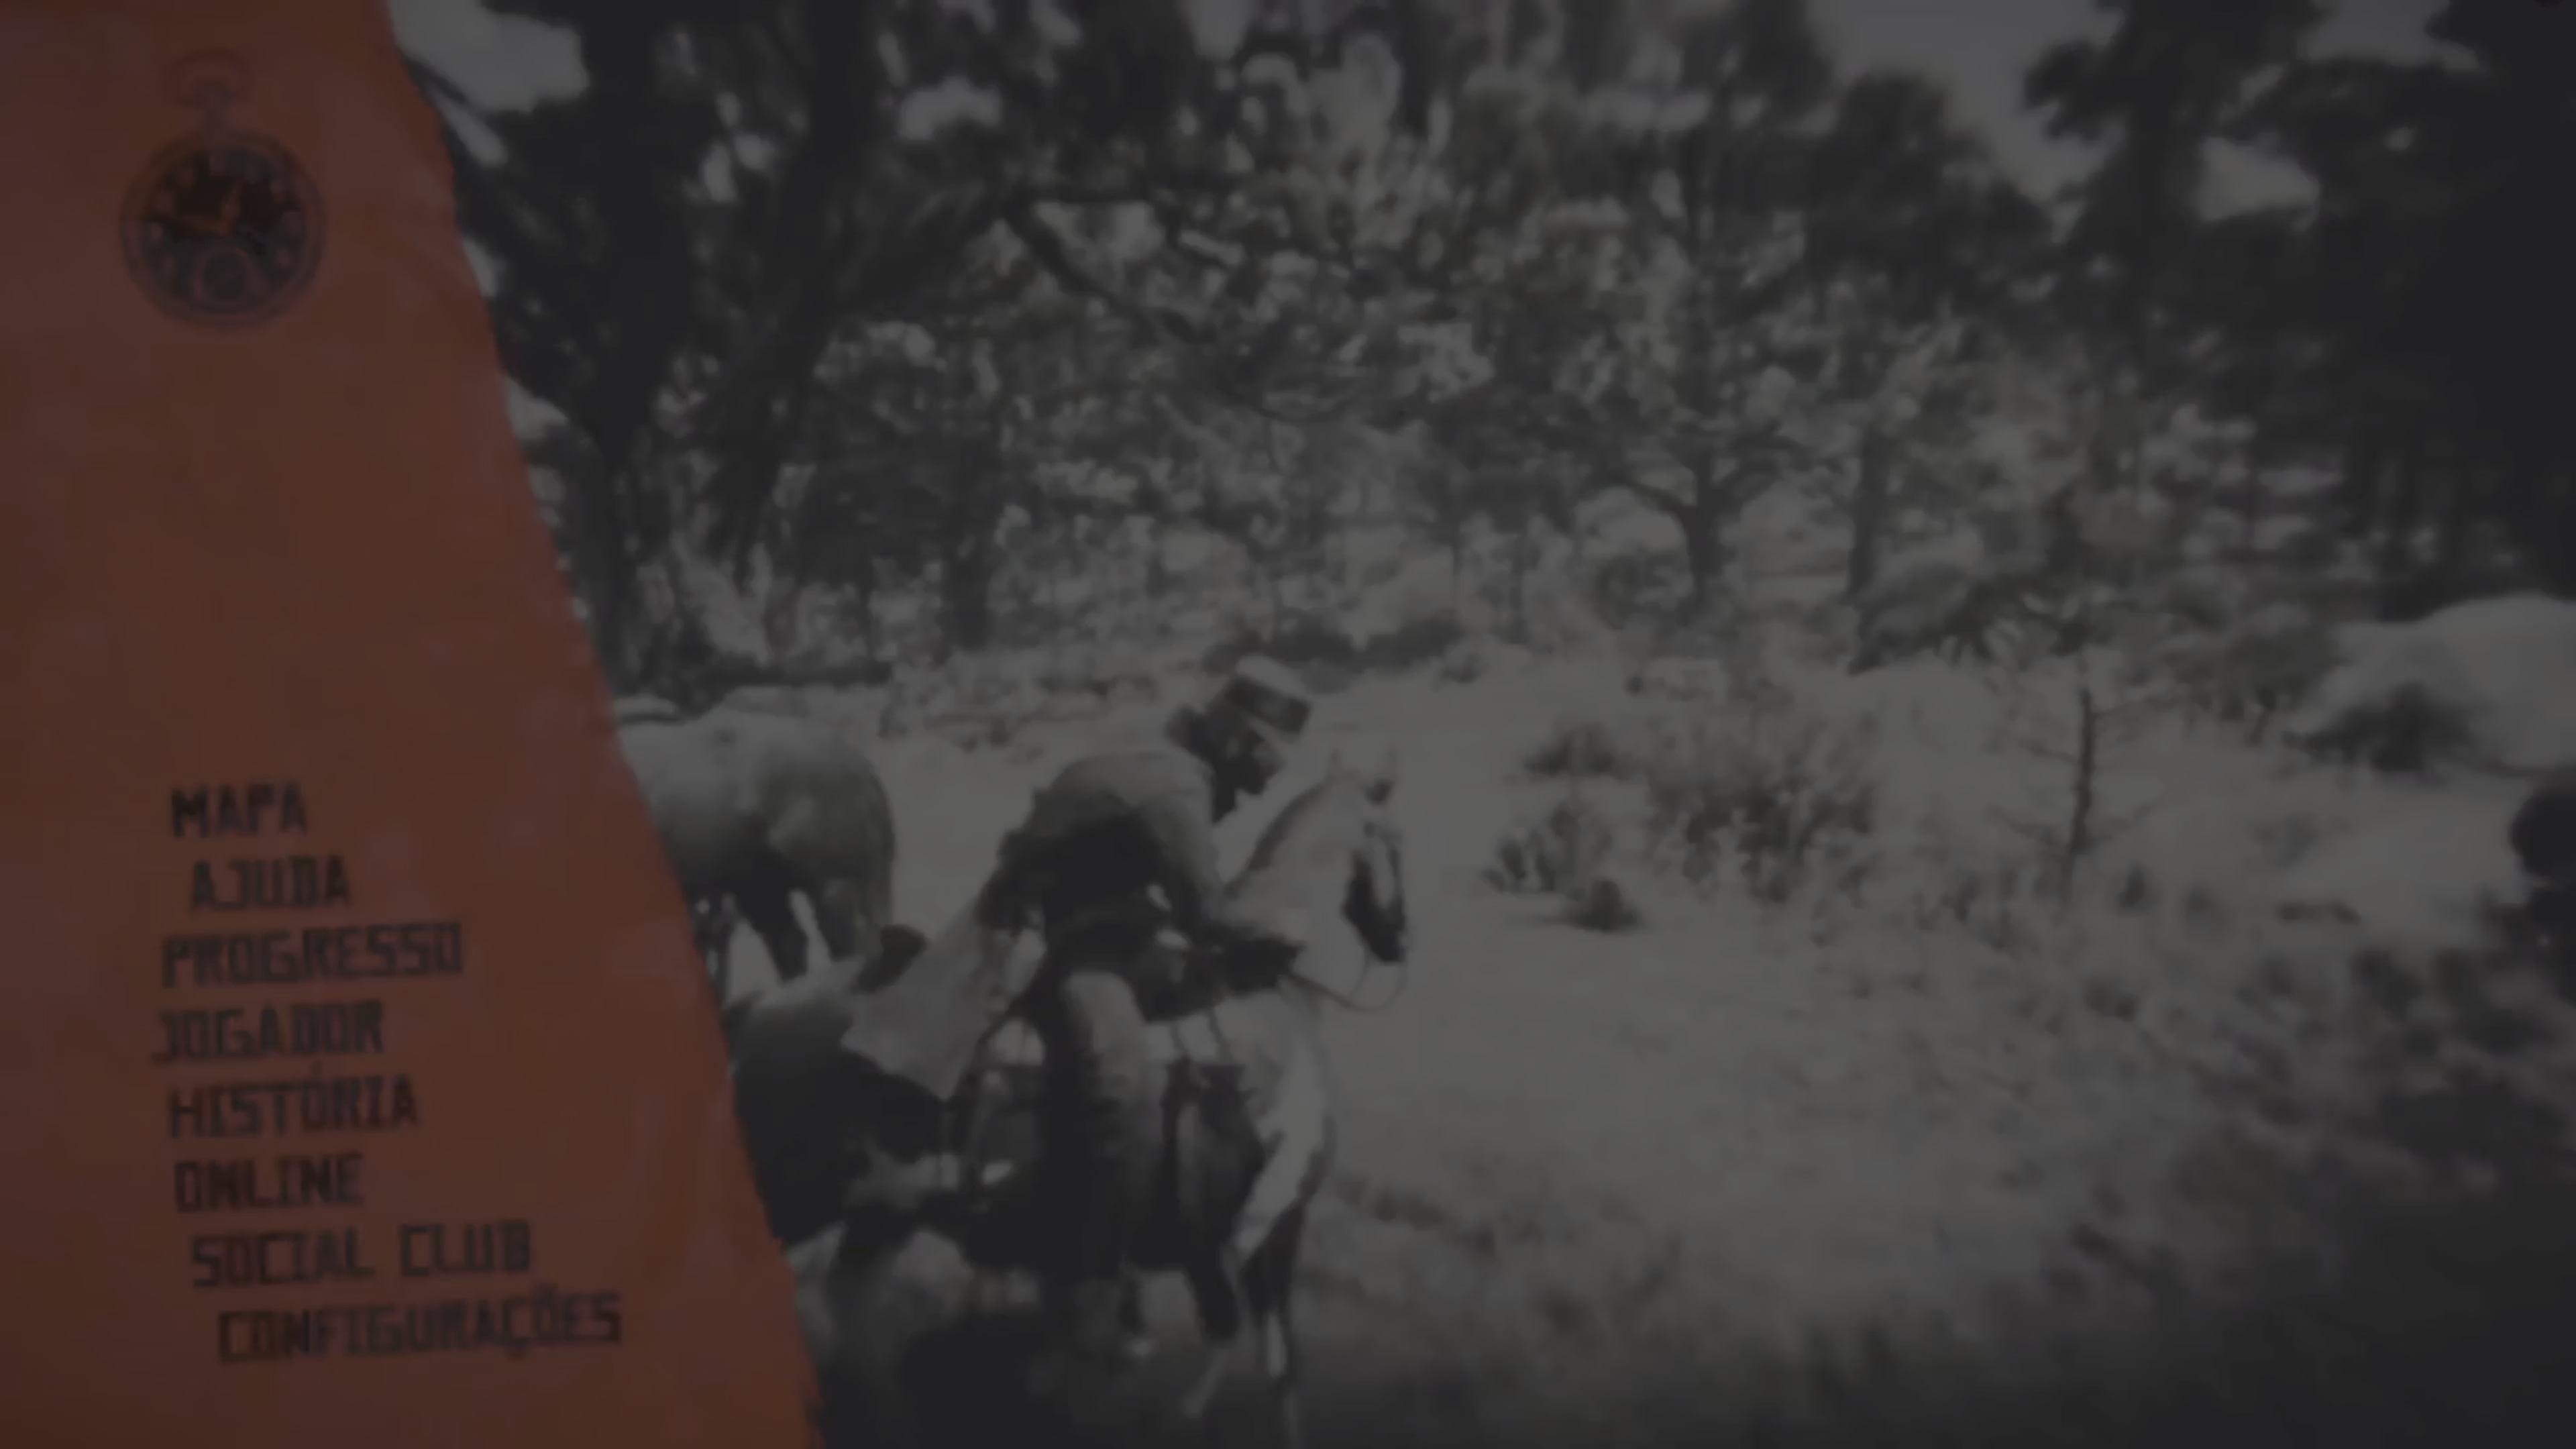 MAPA
AJUDA
PROGRESSO
JOGADOR
HISTÓRIA
ONLINE
SOCIAL CLUB
CONFIGURAÇÕES